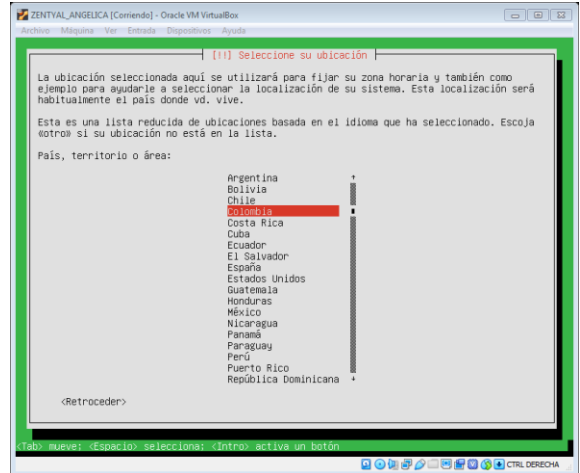 ZENTYAL_ANGELICA [Corriendo] - Oracle VM VirtualBox
Archivo Máquina Ver Entrada Dispositivos Ayuda
[!!] Seleccione su ubicación
La ubicación seleccionada aquí se utilizará para fijar su zona horaria y también como
ejemplo para ayudarle a seleccionar la localización de su sistema. Esta localización será
habitualmente el país donde vd. vive.
Esta es una lista reducida de ubicaciones basada en el idioma que ha seleccionado. Escoja
«otro» si su ubicación no está en la lista.
País, territorio o área:
Argentina
Bolivia
Chile
Colombia
Costa Rica
Cuba
Ecuador
El Salvador
España
Estados Unidos
Guatemala
Honduras
México
Nicaragua
Panamá
Paraguay
Perú
Puerto Rico
República Dominicana
<Retroceder>
<Tab> mueve; <Espacio> selecciona; <Intro> activa un botón
CTRL DERECHA